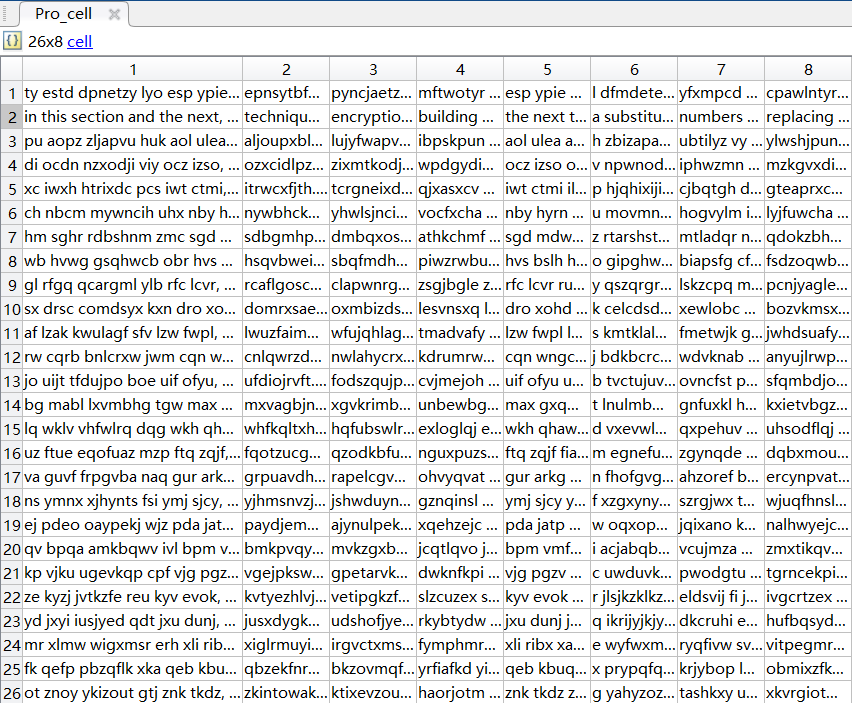 Pro_cell
26x8 cell
1 2 3 4 5 6 7 8
1 ty estd dpnetzy lyo esp ypie... epnsytbf... pyncjaetz... mftwotyr ... esp ypie ... l dfmdete... yfxmpcd ... cpawlntyr...
2 in this section and the next, ... techniqu... encryptio... building ... the next t... a substitu... numbers ... replacing ...
3 pu aopz zljapvu huk aol ulea... aljoupxbl... lujyfwapv... ibpskpun ... aol ulea a... h zbizapa... ubtilyz vy ... ylwshjpun...
4 di ocdn nzxodji viy ocz izso, ... ozxcidlpz... zixmtkodj... wpdgydi... ocz izso o... v npwnod... iphwzmn ... mzkgvxdi...
5 xc iwxh htrixdc pcs iwt ctmi,... itrwcxfjth... tcrgneixd... qjxasxcv ... iwt ctmi il... p hjqhixiji... cjbqtgh d... gteaprxc...
6 ch nbcm mywncih uhx nby h... nywbhck... yhwlsjnci... vocfxcha ... nby hyrn ... u movmn... hogvylm i... lyjfuwcha ...
7 hm sghr rdbshnm zmc sgd ... sdbgmhp... dmbqxos... athkchmf ... sgd mdw... z rtarshst... mtladqr n... qdokzbh...
8 wb hvwg gsqhwcb obr hvs ... hsqvbwei... sbqfmdh... piwzrwbu... hvs bslh h... o gipghw... biapsfg cf... fsdzoqwb...
9 gl rfgq qcargml ylb rfc lcvr, ... rcaflgosc... clapwnrg... zsgjbgle z... rfc lcvr ru... y qszqrgr... lskzcpq m... pcnjyagle...
10 sx drsc comdsyx kxn dro xo... domrxsae... oxmbizds... lesvnsxq l... dro xohd ... k celcdsd... xewlobc ... bozvkmsx...
11 af lzak kwulagf sfv lzw fwpl, ... lwuzfaim... wfujqhlag... tmadvafy ... lzw fwpl l... s kmtklal... fmetwjk g... jwhdsuafy...
12 rw cqrb bnlcrxw jwm cqn w... cnlqwrzd... nwlahycrx... kdrumrw... cqn wngc... j bdkbcrc... wdvknab ... anyujlrwp...
13 jo uijt tfdujpo boe uif ofyu, ... ufdiojrvft.... fodszqujp... cvjmejoh ... uif ofyu u... b tvctujuv... ovncfst p... sfqmbdjo...
14 bg mabl lxvmbhg tgw max ... mxvagbjn... xgvkrimb... unbewbg... max gxq... t lnulmb... gnfuxkl h... kxietvbgz...
15 lq wklv vhfwlrq dqg wkh qh... whfkqltxh... hqfubswlr... exloglqj e... wkh qhaw... d vxevwl... qxpehuv ... uhsodflqj ...
16 uz ftue eqofuaz mzp ftq zqjf,... fqotzucg... qzodkbfu... nguxpuzs... ftq zqjf fia... m egnefu... zgynqde ... dqbxmou...
17 va guvf frpgvba naq gur ark... grpuavdh... rapelcgv... ohvyqvat ... gur arkg ... n fhofgvg... ahzoref b... ercynpvat...
18 ns ymnx xjhynts fsi ymj sjcy, ... yjhmsnvzj... jshwduyn... gznqinsl ... ymj sjcy y... f xzgxyny... szrgjwx t... wjuqfhnsl...
19 ej pdeo oaypekj wjz pda jat... paydjem... ajynulpek... xqehzejc ... pda jatp ... w oqxop... jqixano k... nalhwyejc...
20 qv bpqa amkbqwv ivl bpm v... bmkpvqy... mvkzgxb... jcqtlqvo j... bpm vmf... i acjabqb... vcujmza ... zmxtikqv...
21 kp vjku ugevkqp cpf vjg pgz... vgejpksw... gpetarvk... dwknfkpi ... vjg pgzv ... c uwduvk... pwodgtu ... tgrncekpi...
22 ze kyzj jvtkzfe reu kyv evok, ... kvtyezhlvj... vetipgkzf... slzcuzex s... kyv evok ... r jlsjkzklkz... eldsvij fi j... ivgcrtzex ...
23 yd jxyi iusjyed qdt jxu dunj, ... jusxdygk... udshofjye... rkybtydw ... jxu dunj j... q ikrijyjkjy... dkcruhi e... hufbqsyd...
24 mr xlmw wigxmsr erh xli rib... xiglrmuyi... irgvctxms... fymphmr... xli ribx xa... e wyfwxm... ryqfivw sv... vitpegmr...
25 fk qefp pbzqflk xka qeb kbu... qbzekfnr... bkzovmqf... yrfiafkd yi... qeb kbuq... x prypqfq... krjybop l... obmixzfk...
26 ot znoy ykizout gtj znk tkdz, ... zkintowak... ktixevzou... haorjotm ... znk tkdz z... g yahyzoz... tashkxy u... xkvrgiot...